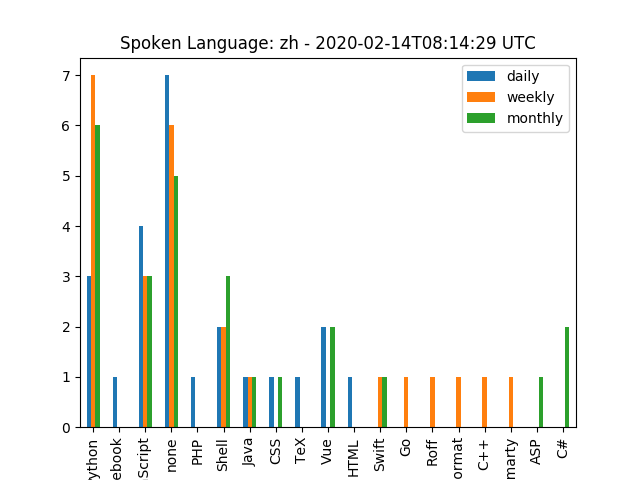 Spoken Language: zh - 2020-02-14T08:14:29 UTC
daily
weekly
monthly
7
6
5
4
3
2
1
0
ython
ebook
Script
none
PHP
Shell
Java
CSS
TeX
Vue
HTML
Swift
Go
Roff
ormat
C++
marty
ASP
C#